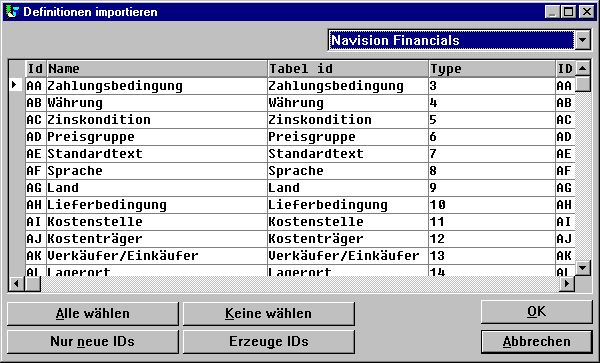 Definitionen importieren
Navision Financials
Id Name Tabel id Type ID
AA Zahlungsbedingung Zahlungsbedingung 3 AA
AB Währung Währung 4 AB
AC Zinskondition Zinskondition 5 AC
AD Preisgruppe Preisgruppe 6 AD
AE Standardtext Standardtext 7 AE
AF Sprache Sprache 8 AF
AG Land Land 9 AG
AH Lieferbedingung Lieferbedingung 10 AH
AI Kostenstelle Kostenstelle 11 AI
AJ Kostenträger Kostenträger 12 AJ
AK Verkäufer/Einkäufer Verkäufer/Einkäufer 13 AK
AL Lagerort Lagerort 14 AL
Alle wählen Keine wählen OK
Nur neue IDs Erzeuge IDs Abbrechen